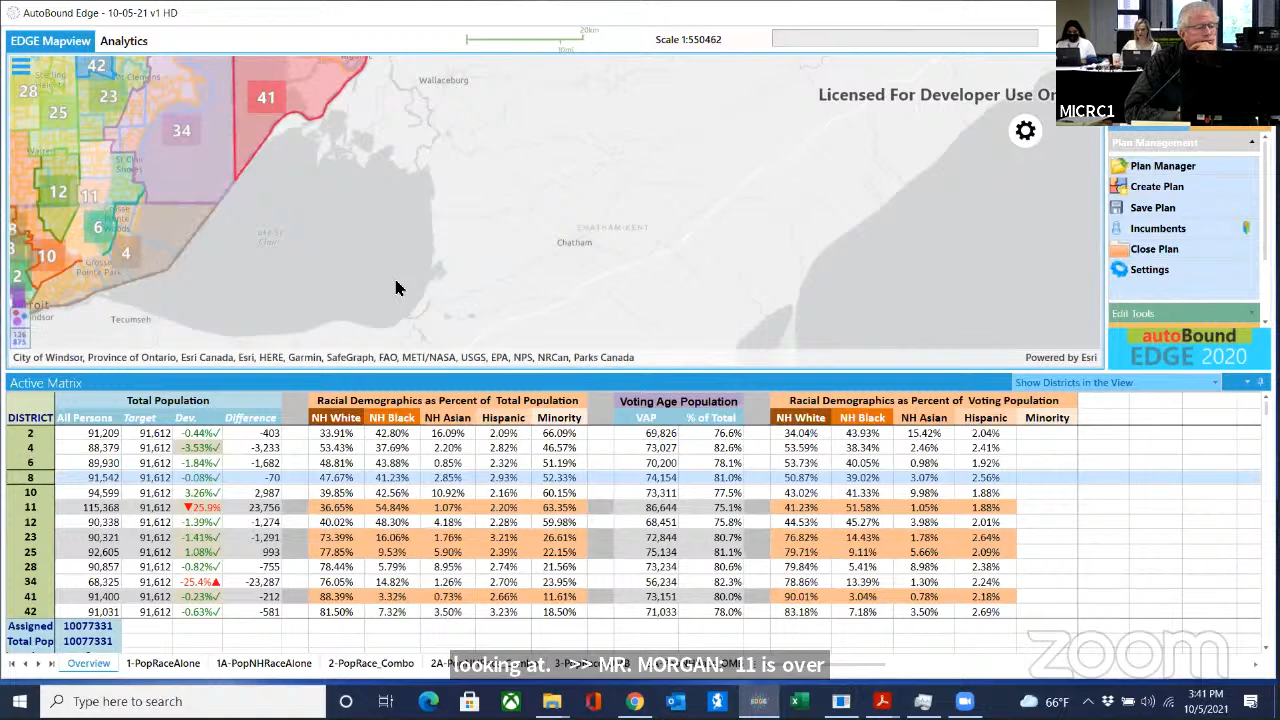 AutoBound Edge - 10-05-21 v1 HD
EDGE Mapview Analytics
20km
10mi
Scale 1:550462
MICRC1
Licensed For Developer Use On
Wallaceburg
42
28
23
25
41
34
St Clair
Shores
12
11
6
4
10
2
Grosse
Pointe
Woods
Grosse
Pointe Park
Tecumseh
CHATHAM-KENT
Chatham
City of Windsor, Province of Ontario, Esri Canada, Esri, HERE, Garmin, SafeGraph, FAO, METI/NASA, USGS, EPA, NPS, NRCan, Parks Canada
Powered by Esri
Plan Management
Plan Manager
Create Plan
Save Plan
Incumbents
Close Plan
Settings
Edit Tools
autoBound
EDGE 2020
Active Matrix
Show Districts in the View
Total Population Racial Demographics as Percent of Total Population Voting Age Population Racial Demographics as Percent of Voting Population
DISTRICT All Persons Target Dev. Difference NH White NH Black NH Asian Hispanic Minority VAP % of Total NH White NH Black NH Asian Hispanic Minority
2 91,209 91,612 -0.44%✓ -403 33.91% 42.80% 16.09% 2.09% 66.09% 69,826 76.6% 34.04% 43.93% 15.42% 2.04%
4 88,379 91,612 -3.53%✓ -3,233 53.43% 37.69% 2.20% 2.82% 46.57% 73,027 82.6% 53.59% 38.34% 2.46% 2.41%
6 89,930 91,612 -1.84%✓ -1,682 48.81% 43.88% 0.85% 2.32% 51.19% 70,200 78.1% 53.73% 40.05% 0.98% 1.92%
8 91,542 91,612 -0.08%✓ -70 47.67% 41.23% 2.85% 2.93% 52.33% 74,154 81.0% 50.87% 39.02% 3.07% 2.56%
10 94,599 91,612 3.26%✓ 2,987 39.85% 42.56% 10.92% 2.16% 60.15% 73,311 77.5% 43.02% 41.33% 9.98% 1.88%
11 115,368 91,612 ▼25.9% 23,756 36.65% 54.84% 1.07% 2.20% 63.35% 86,644 75.1% 41.23% 51.58% 1.05% 1.88%
12 90,338 91,612 -1.39%✓ -1,274 40.02% 48.30% 4.18% 2.28% 59.98% 68,451 75.8% 44.53% 45.27% 3.98% 2.01%
23 90,321 91,612 -1.41%✓ -1,291 73.39% 16.06% 1.76% 3.21% 26.61% 72,844 80.7% 76.82% 14.43% 1.78% 2.64%
25 92,605 91,612 1.08%✓ 993 77.85% 9.53% 5.90% 2.39% 22.15% 75,134 81.1% 79.71% 9.11% 5.66% 2.09%
28 90,857 91,612 -0.82%✓ -755 78.44% 5.79% 8.95% 2.74% 21.56% 73,234 80.6% 79.84% 5.41% 8.98% 2.38%
34 68,325 91,612 -25.4%▲ -23,287 76.05% 14.82% 1.26% 2.70% 23.95% 56,234 82.3% 78.86% 13.39% 1.30% 2.24%
41 91,400 91,612 -0.23%✓ -212 88.39% 3.32% 0.73% 2.66% 11.61% 73,151 80.0% 90.01% 3.04% 0.78% 2.18%
42 91,031 91,612 -0.63%✓ -581 81.50% 7.32% 3.50% 3.23% 18.50% 71,033 78.0% 83.18% 7.18% 3.50% 2.69%
Assigned 10077331
Total Pop 10077331
zoom
Overview 1-PopRaceAlone 1A-PopNHRaceAlone 2-PopRace_Combo
looking at. >> MR. MORGAN: 11 is over
Type here to search
66°F
3:41 PM
10/5/2021